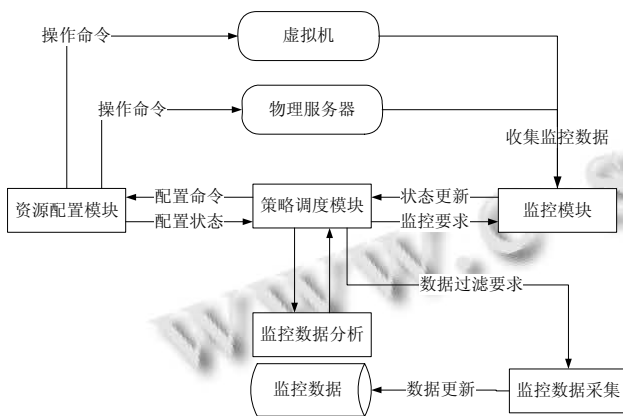 操作命令
虚拟机
操作命令
物理服务器
收集监控数据
资源配置模块
配置命令
配置状态
策略调度模块
状态更新
监控要求
监控模块
数据过滤要求
监控数据分析
监控数据
数据更新
监控数据采集
www.c
s